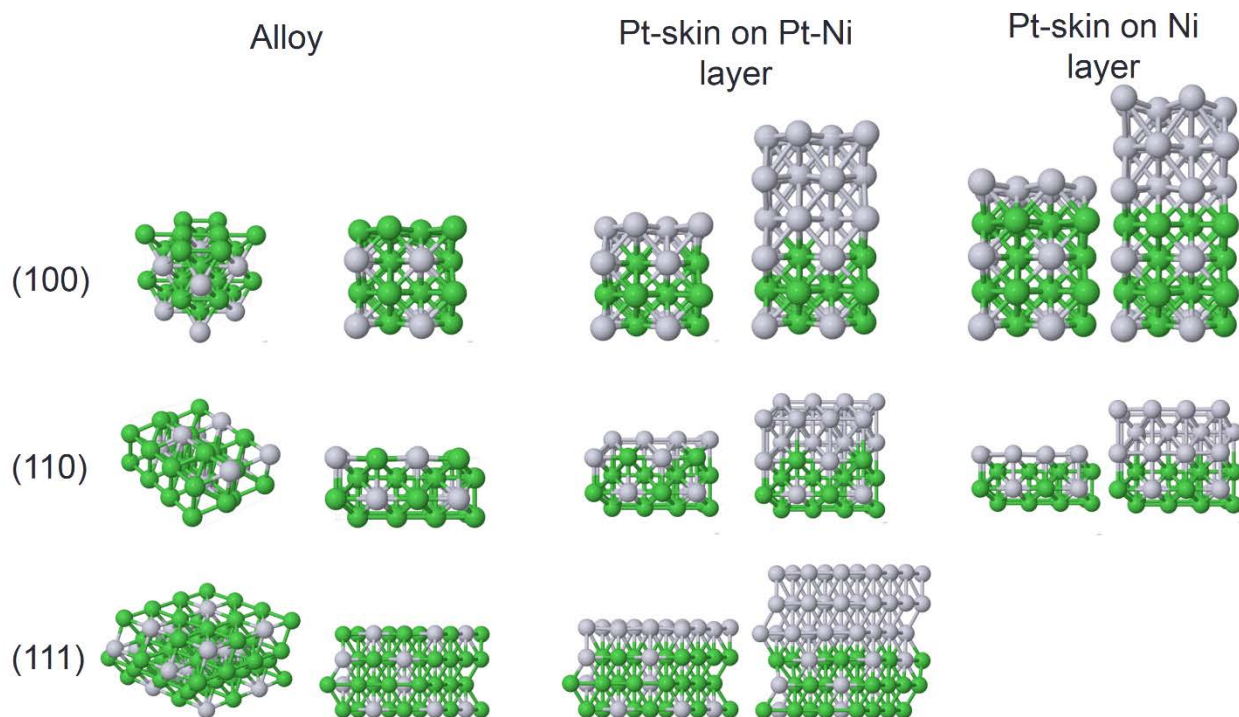 Alloy
Pt-skin on Pt-Ni
layer
Pt-skin on Ni
layer
(100)
(110)
(111)